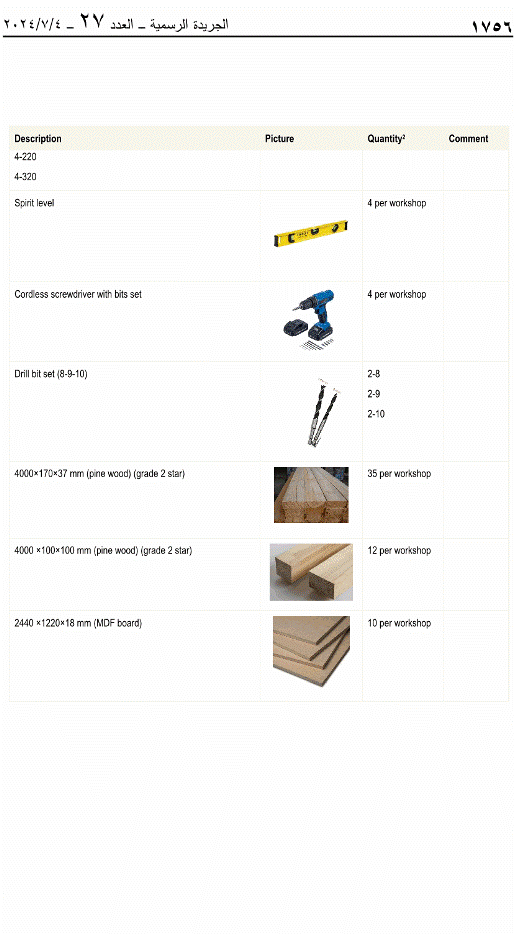 ١٧٥٦ الجريدة الرسمية – العدد ٢٧ – ٢٠٢٤/٧/٤
Description Picture Quantity² Comment
4-220
4-320
Spirit level 4 per workshop
Cordless screwdriver with bits set 4 per workshop
Drill bit set (8-9-10) 2-8
2-9
2-10
4000×170×37 mm (pine wood) (grade 2 star) 35 per workshop
4000 ×100×100 mm (pine wood) (grade 2 star) 12 per workshop
2440 ×1220×18 mm (MDF board) 10 per workshop